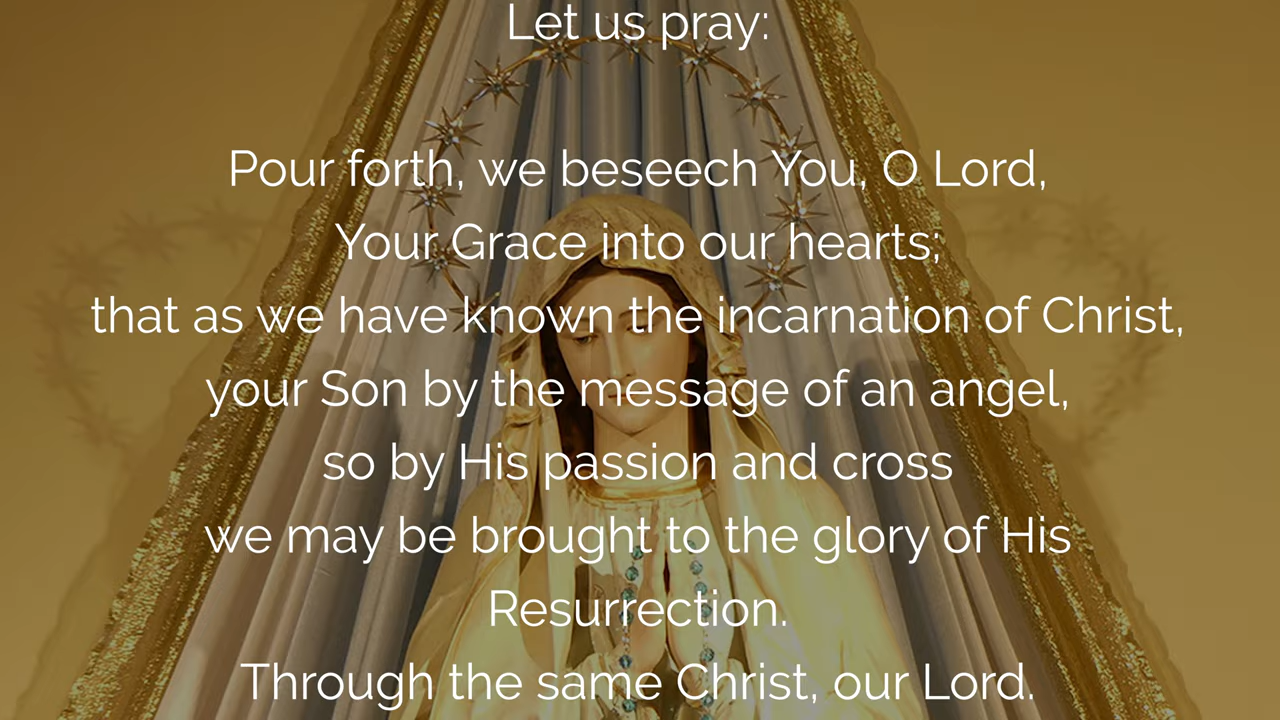 Let us pray:
Pour forth, we beseech You, O Lord,
Your Grace into our hearts;
that as we have known the incarnation of Christ,
your Son by the message of an angel,
so by His passion and cross
we may be brought to the glory of His
Resurrection.
Through the same Christ, our Lord.